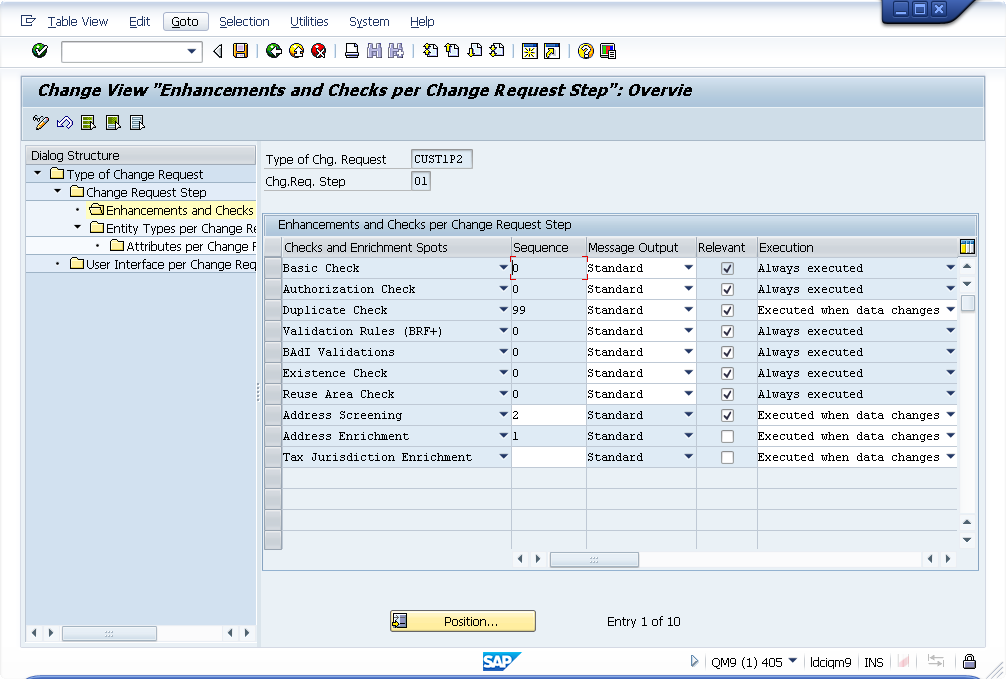 Table View Edit Goto Selection Utilities System Help
Change View "Enhancements and Checks per Change Request Step": Overvie
Dialog Structure
Type of Change Request
Change Request Step
Enhancements and Checks
Entity Types per Change Re
Attributes per Change F
User Interface per Change Req
Type of Chg. Request CUST1P2
Chg.Req. Step 01
Enhancements and Checks per Change Request Step
Checks and Enrichment Spots Sequence Message Output Relevant Execution
Basic Check 0 Standard Always executed
Authorization Check 0 Standard Always executed
Duplicate Check 99 Standard Executed when data changes
Validation Rules (BRF+) 0 Standard Always executed
BAdI Validations 0 Standard Always executed
Existence Check 0 Standard Always executed
Reuse Area Check 0 Standard Always executed
Address Screening 2 Standard Executed when data changes
Address Enrichment 1 Standard Executed when data changes
Tax Jurisdiction Enrichment Standard Executed when data changes
Position... Entry 1 of 10
SAP QM9 (1) 405 ldciqm9 INS